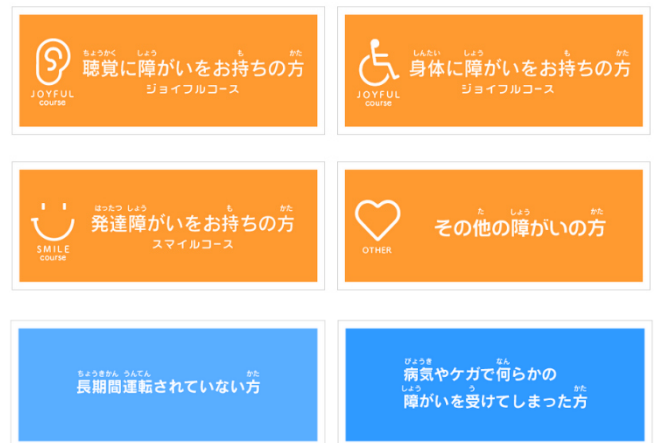 ちょうかく しょう も かた
聴覚に障がいをお持ちの方
ジョイフルコース
JOYFUL
course
しんたい しょう も かた
身体に障がいをお持ちの方
ジョイフルコース
JOYFUL
course
はったつ しょう も かた
発達障がいをお持ちの方
スマイルコース
SMILE
course
た しょう かた
その他の障がいの方
OTHER
ちょうきかん うんてん かた
長期間運転されていない方
びょうき なん
病気やケガで何らかの
しょう う かた
障がいを受けてしまった方